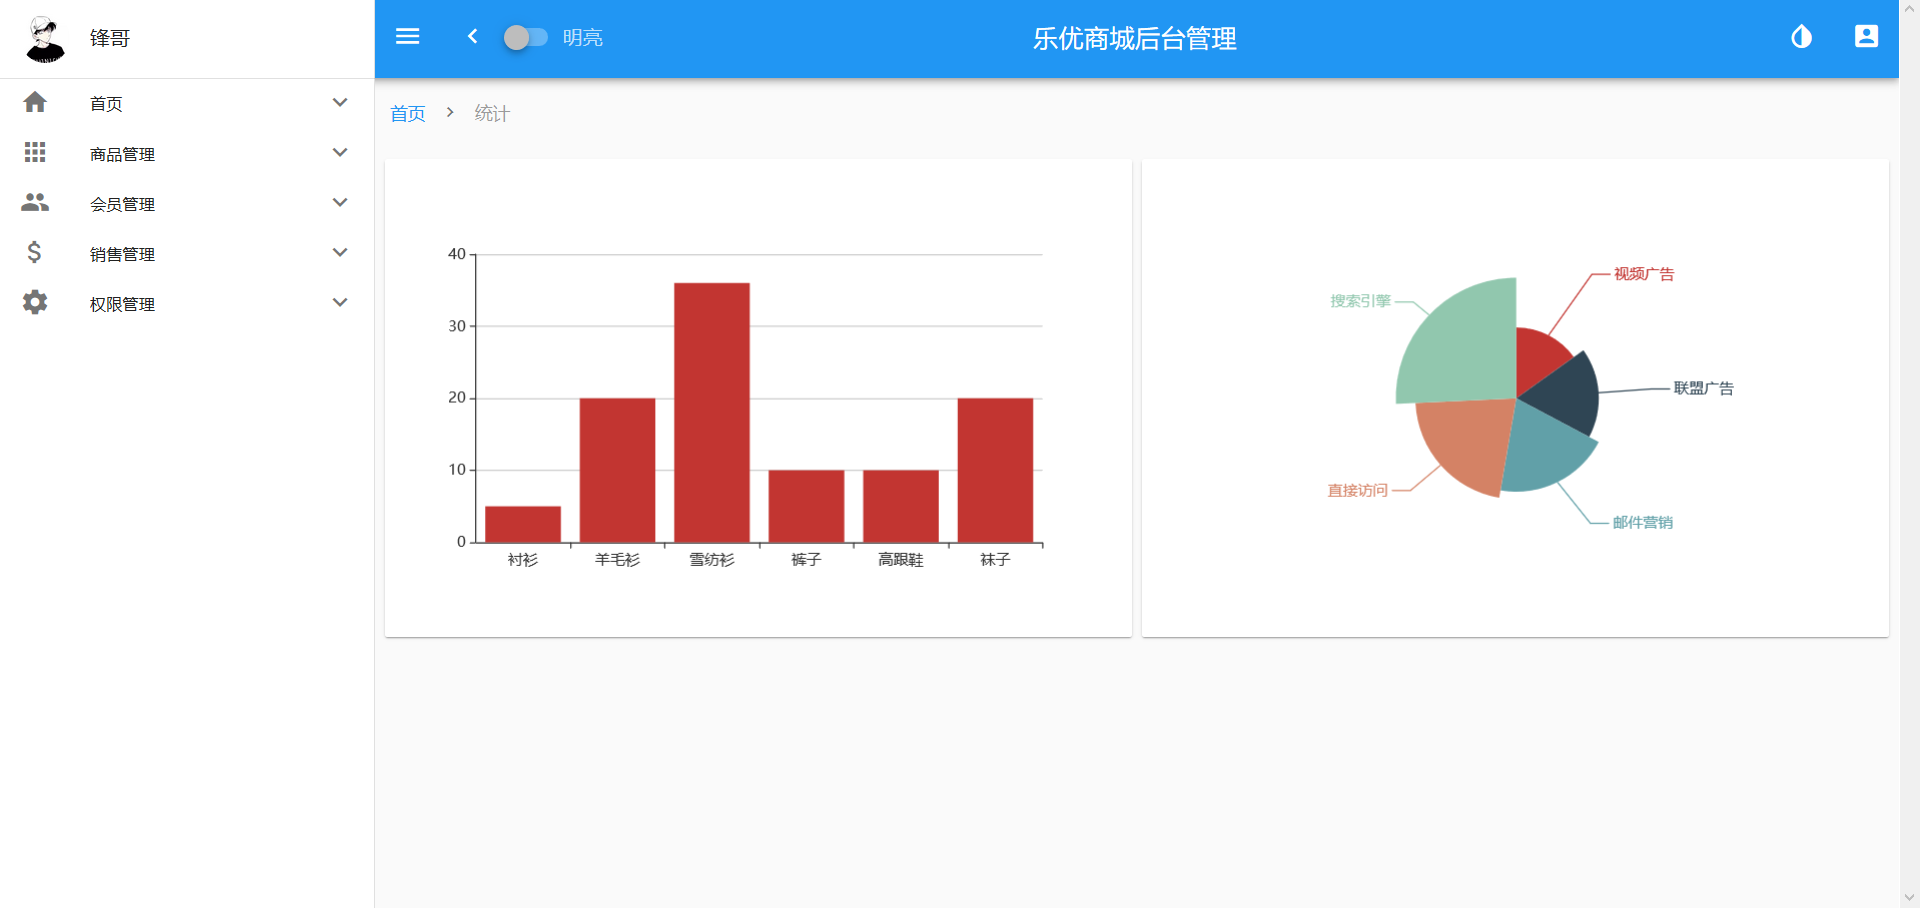 锋哥
首页
商品管理
会员管理
销售管理
权限管理
明亮
乐优商城后台管理
首页 > 统计
40
30
20
10
0
衬衫 羊毛衫 雪纺衫 裤子 高跟鞋 袜子
视频广告
搜索引擎
联盟广告
直接访问
邮件营销